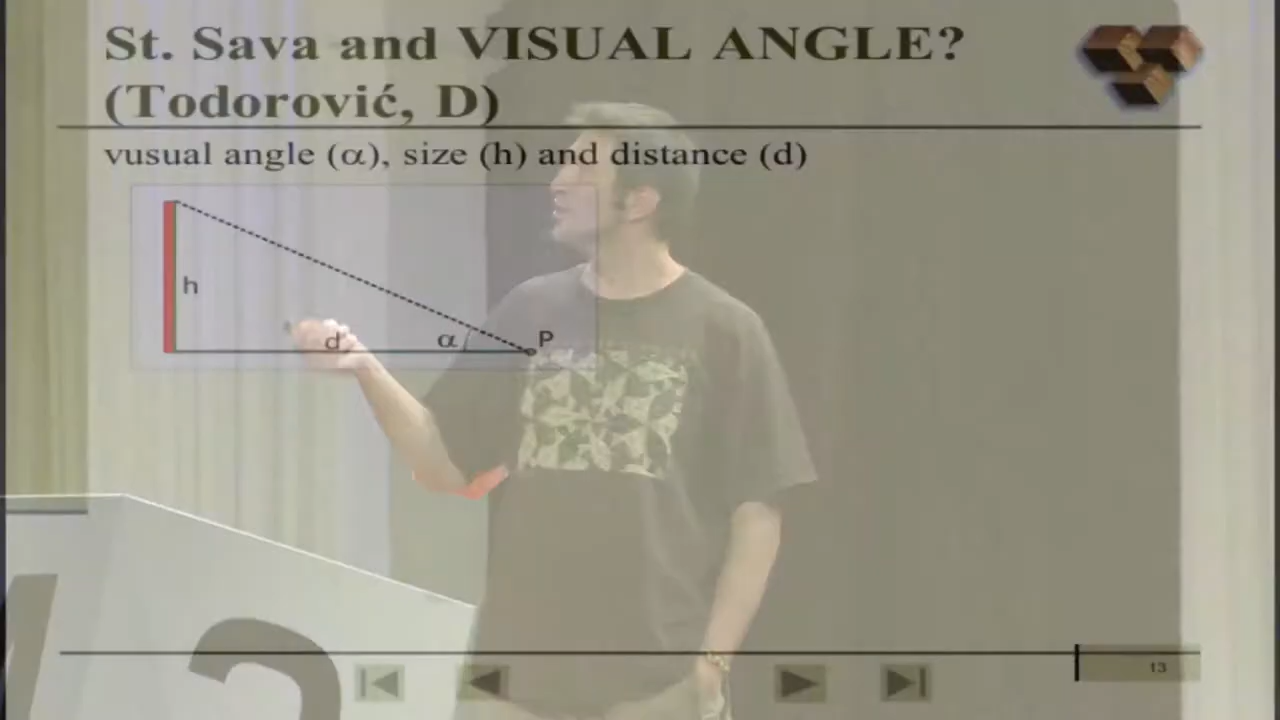 St. Sava and VISUAL ANGLE?
(Todorović, D)
vusual angle (α), size (h) and distance (d)
h
d
α
P
13